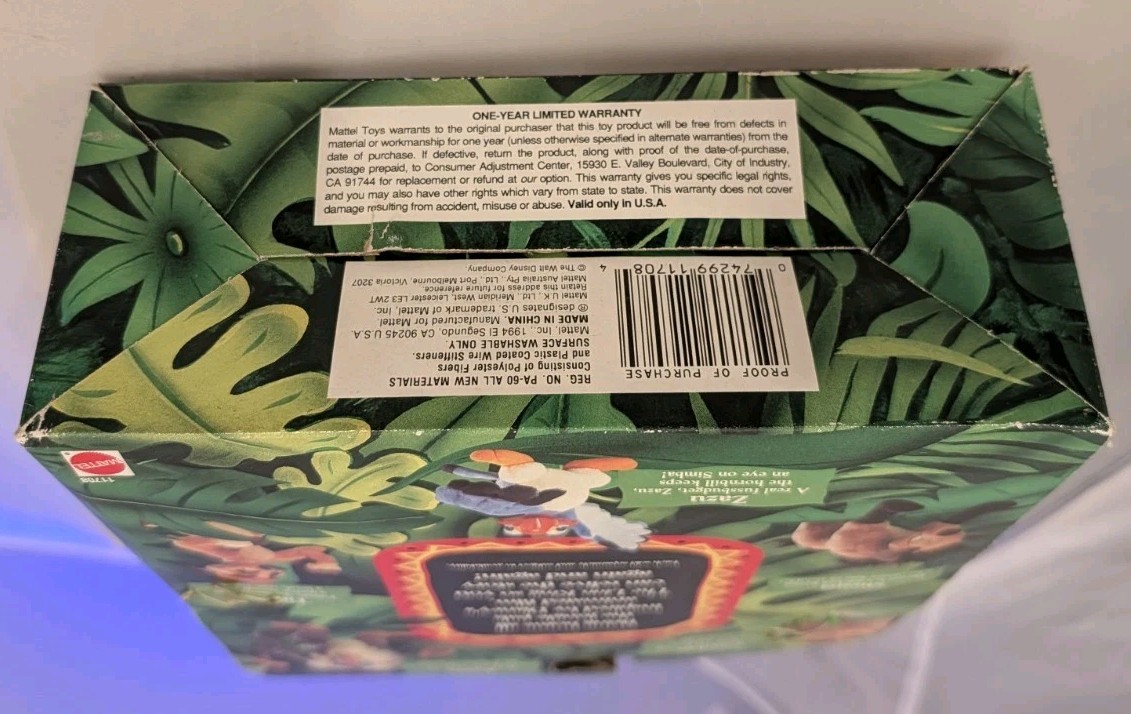 ONE-YEAR LIMITED WARRANTY
Mattel Toys warrants to the original purchaser that this toy product will be free from defects in
material or workmanship for one year (unless otherwise specified in alternate warranties) from the
date of purchase. If defective, return the product, along with proof of the date-of-purchase,
postage prepaid, to Consumer Adjustment Center, 15930 E. Valley Boulevard, City of Industry,
CA 91744 for replacement or refund at our option. This warranty gives you specific legal rights,
and you may also have other rights which vary from state to state. This warranty does not cover
damage resulting from accident, misuse or abuse. Valid only in U.S.A.
PROOF OF PURCHASE
0 74299 11708 4
REG. NO. PA-60 ALL NEW MATERIALS
Consisting of Polyester Fibers
and Plastic Coated Wire Stiffeners.
SURFACE WASHABLE ONLY.
Mattel, Inc. 1994 El Segundo, CA 90245 U.S.A.
MADE IN CHINA. Manufactured for Mattel
® designates U.S. trademark of Mattel, Inc.
Mattel U.K., Ltd., Meridian West, Leicester LE3 2WT
Retain this address for future reference.
Mattel Australia Pty., Ltd., Port Melbourne, Victoria 3207
© The Walt Disney Company
11708
MATTEL
Zazu
A real fussbudget, Zazu,
the hornbill keeps
an eye on Simba!